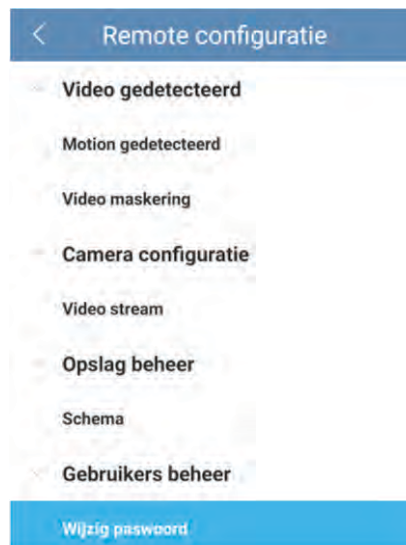 Remote configuratie
Video gedetecteerd
Motion gedetecteerd
Video maskering
Camera configuratie
Video stream
Opslag beheer
Schema
Gebruikers beheer
Wijzig paswoord